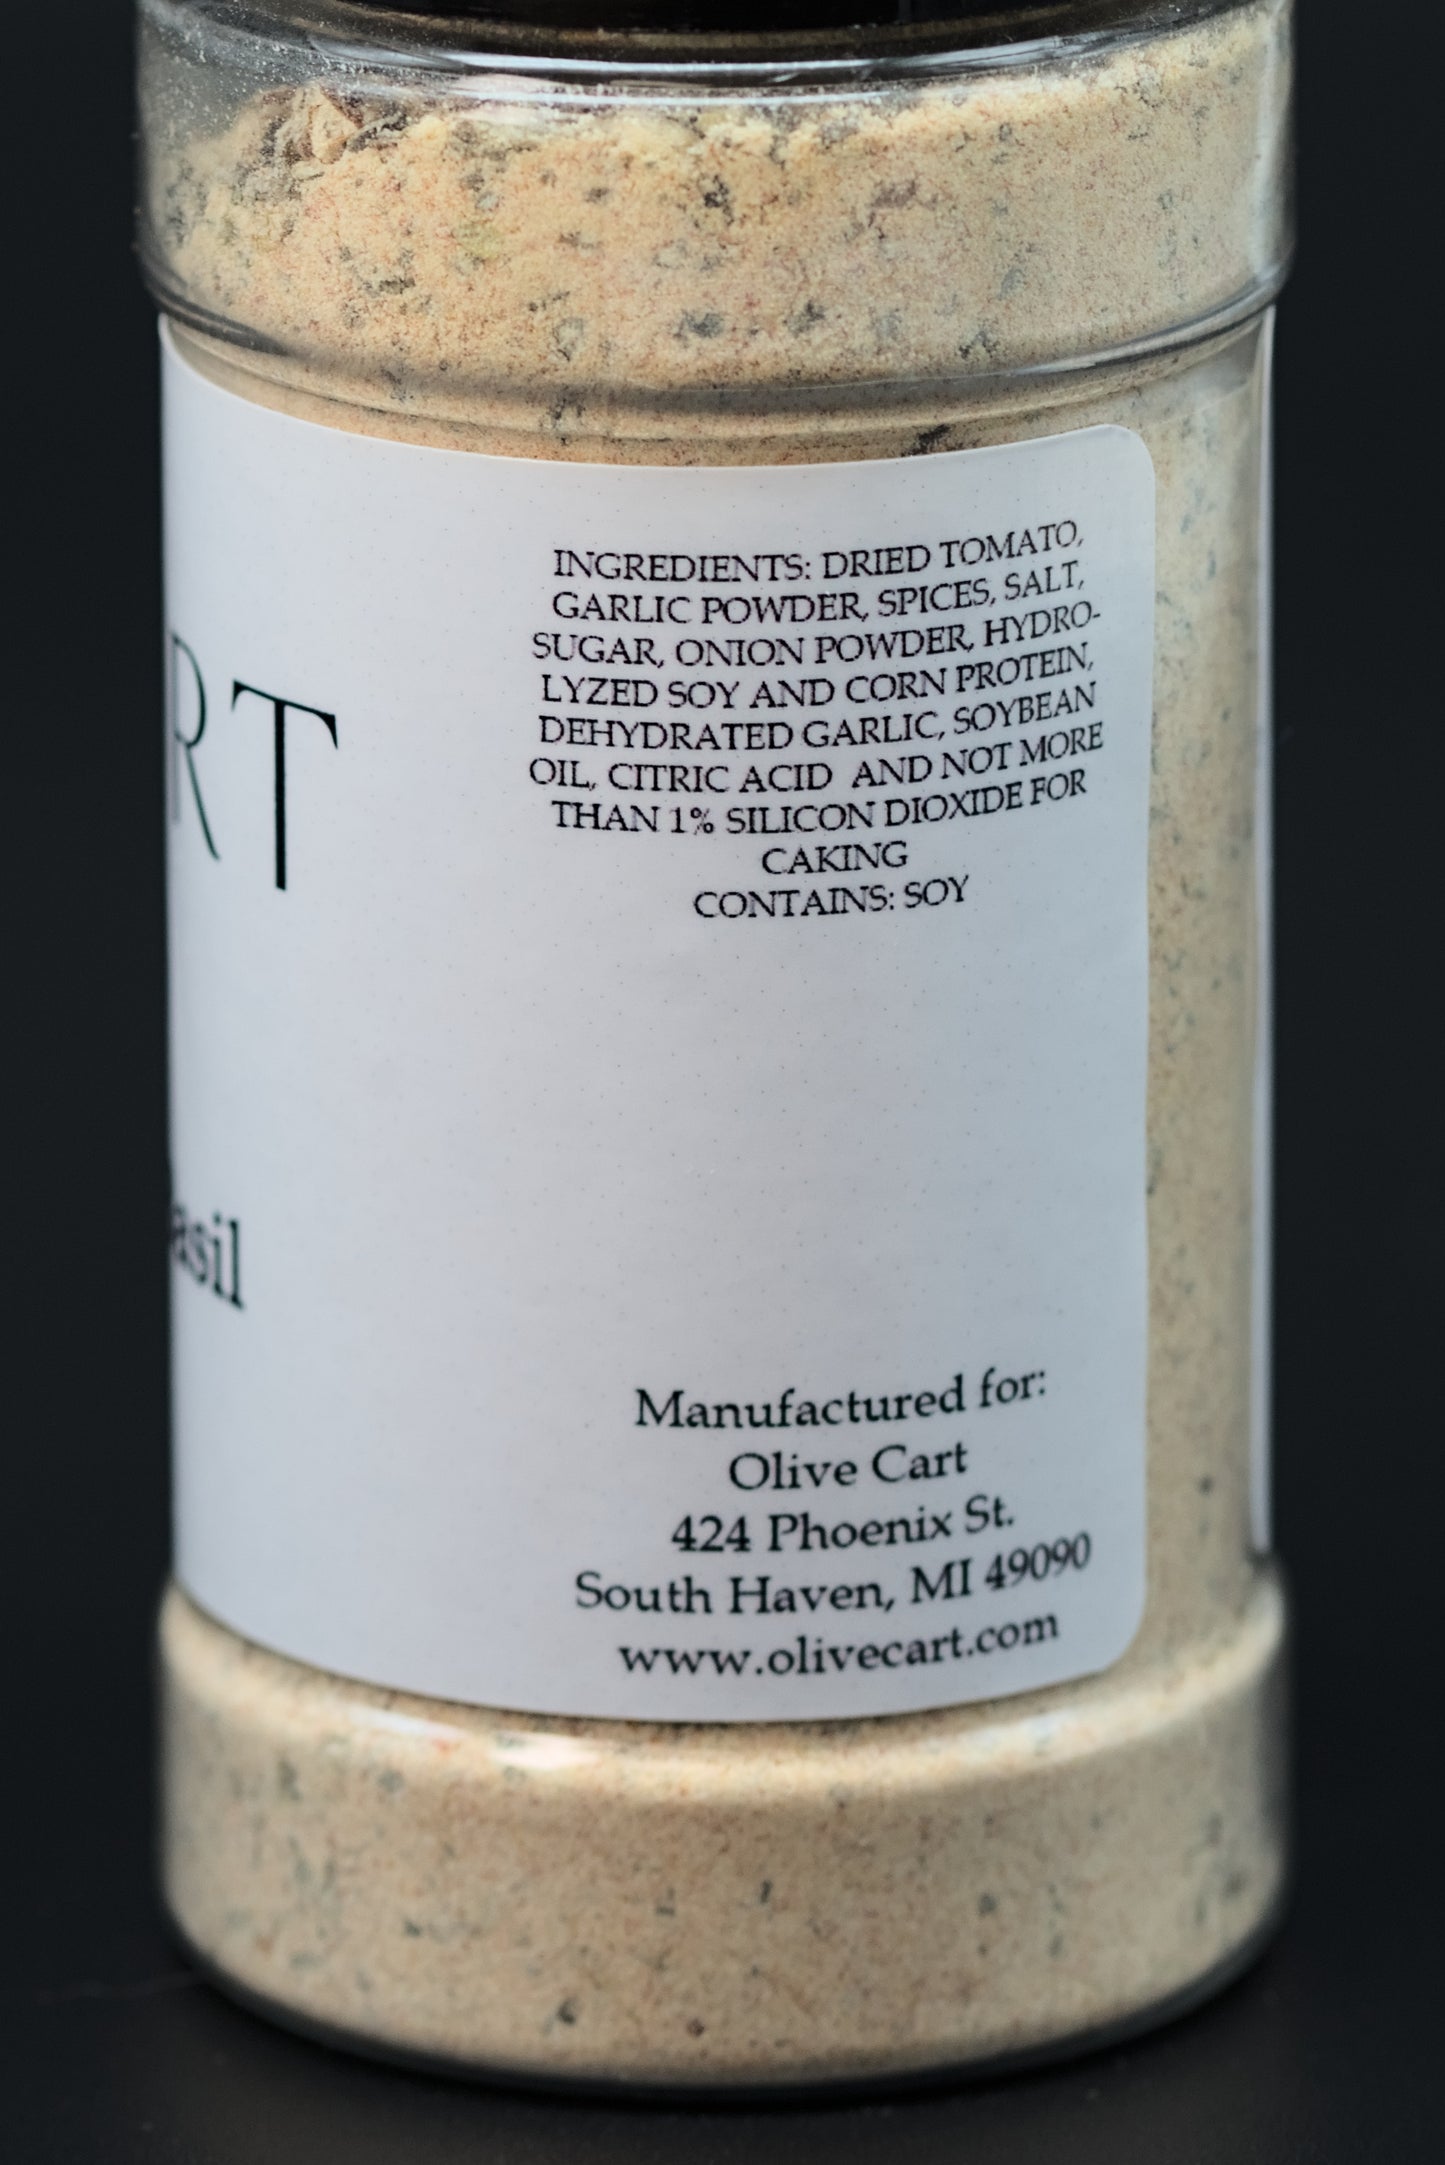 RT
asil
INGREDIENTS: DRIED TOMATO,
GARLIC POWDER, SPICES, SALT,
SUGAR, ONION POWDER, HYDRO-
LYZED SOY AND CORN PROTEIN,
DEHYDRATED GARLIC, SOYBEAN
OIL, CITRIC ACID AND NOT MORE
THAN 1% SILICON DIOXIDE FOR
CAKING
CONTAINS: SOY
Manufactured for:
Olive Cart
424 Phoenix St.
South Haven, MI 49090
www.olivecart.com